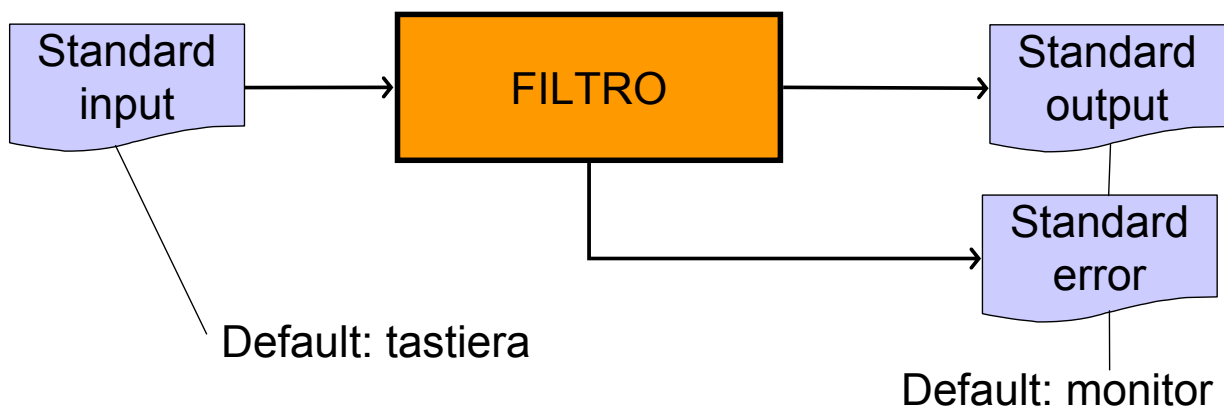 Standard
input
FILTRO
Standard
output
Standard
error
Default: tastiera
Default: monitor